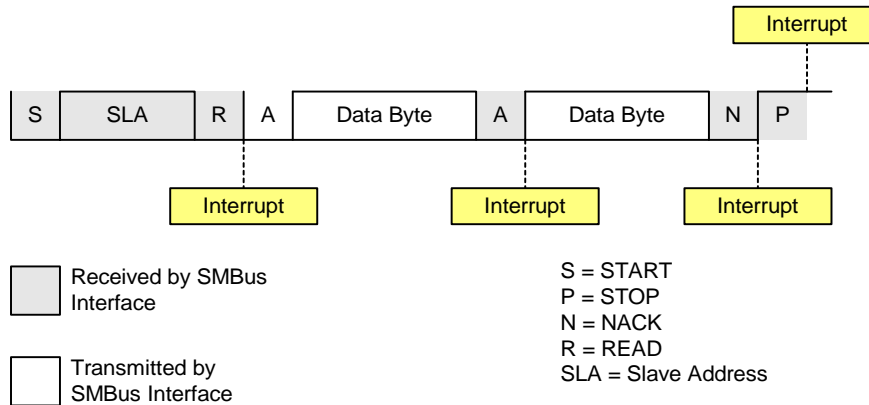 Interrupt
S SLA R A Data Byte A Data Byte N P
Interrupt Interrupt Interrupt
Received by SMBus
Interface
Transmitted by
SMBus Interface
S = START
P = STOP
N = NACK
R = READ
SLA = Slave Address